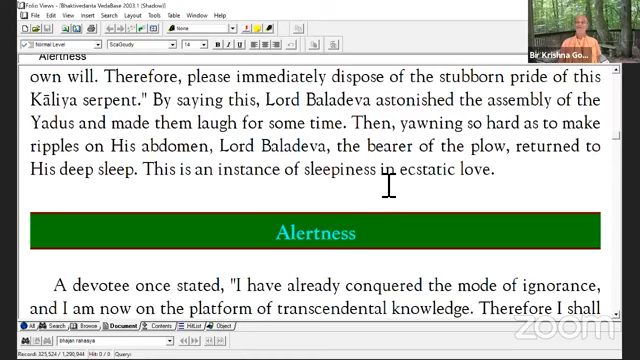 Folio Views - [Bhaktivedanta VedaBase 2003.1 (Shadow)]
File Edit View Insert Search Layout Tools Window Help
<None>
Normal Level ScaGoudy 14
Bir Krishna Go...
Alertness
own will. Therefore, please immediately dispose of the stubborn pride of this
Kāliya serpent." By saying this, Lord Baladeva astonished the assembly of the
Yadus and made them laugh for some time. Then, yawning so hard as to make
ripples on His abdomen, Lord Baladeva, the bearer of the plow, returned to
His deep sleep. This is an instance of sleepiness in ecstatic love.
Alertness
A devotee once stated, "I have already conquered the mode of ignorance,
and I am now on the platform of transcendental knowledge. Therefore I shall
All Search Browse Document Contents HitList Object
bhajan rahasya
Record: 325,524 / 1,298,944 Hit: 0 / 0 Query:
zoom